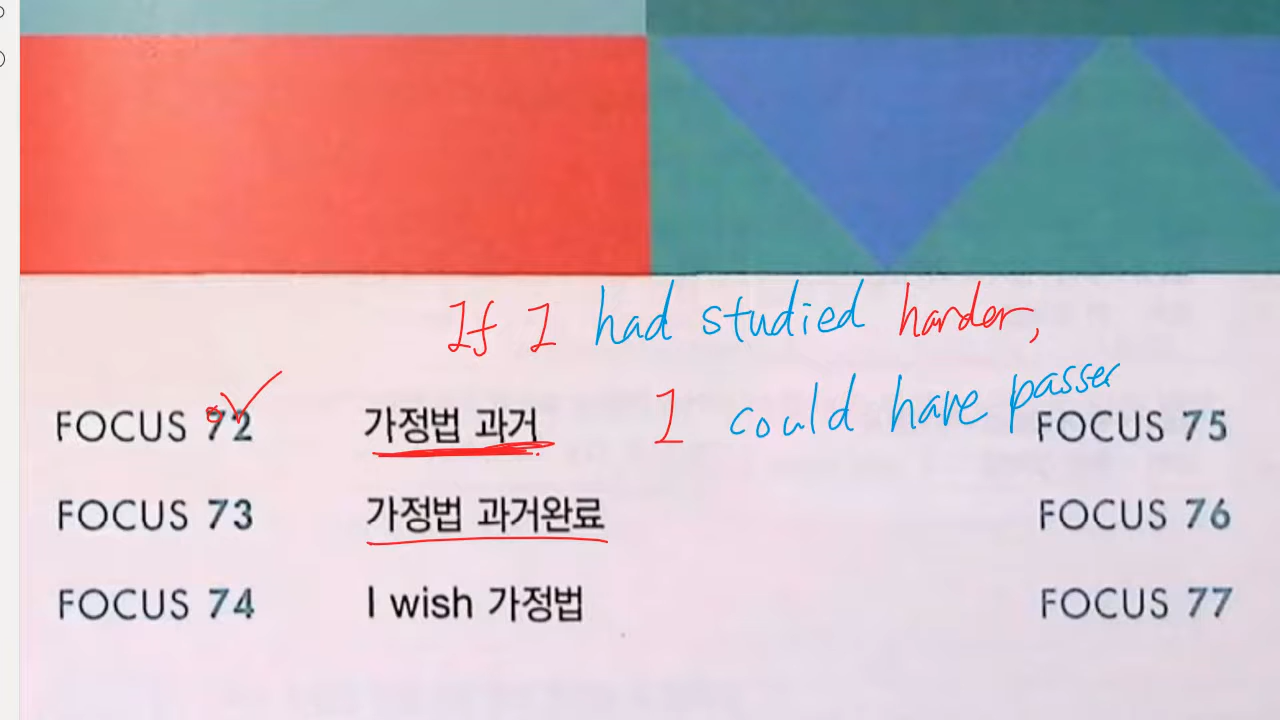 If I had studied harder,
I could have passe
FOCUS 72 가정법 과거 FOCUS 75
FOCUS 73 가정법 과거완료 FOCUS 76
FOCUS 74 I wish 가정법 FOCUS 77